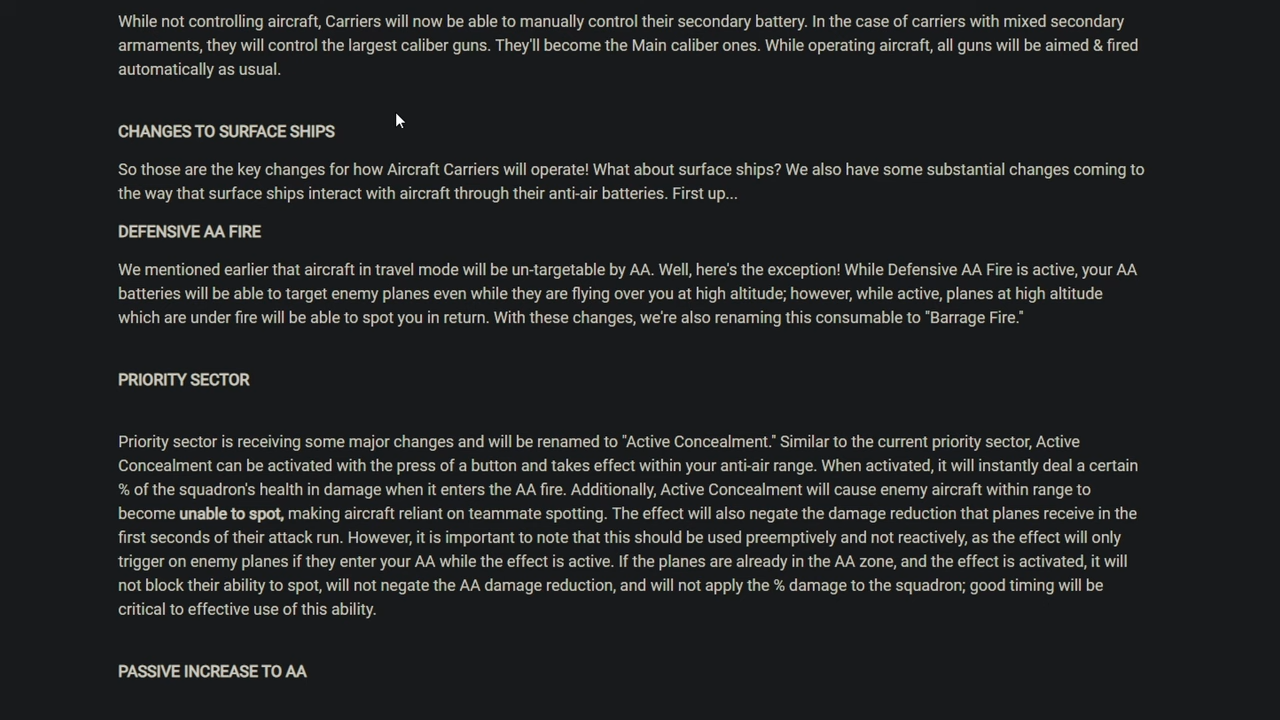 While not controlling aircraft, Carriers will now be able to manually control their secondary battery. In the case of carriers with mixed secondary
armaments, they will control the largest caliber guns. They'll become the Main caliber ones. While operating aircraft, all guns will be aimed & fired
automatically as usual.
CHANGES TO SURFACE SHIPS
So those are the key changes for how Aircraft Carriers will operate! What about surface ships? We also have some substantial changes coming to
the way that surface ships interact with aircraft through their anti-air batteries. First up...
DEFENSIVE AA FIRE
We mentioned earlier that aircraft in travel mode will be un-targetable by AA. Well, here's the exception! While Defensive AA Fire is active, your AA
batteries will be able to target enemy planes even while they are flying over you at high altitude; however, while active, planes at high altitude
which are under fire will be able to spot you in return. With these changes, we're also renaming this consumable to "Barrage Fire."
PRIORITY SECTOR
Priority sector is receiving some major changes and will be renamed to "Active Concealment." Similar to the current priority sector, Active
Concealment can be activated with the press of a button and takes effect within your anti-air range. When activated, it will instantly deal a certain
% of the squadron's health in damage when it enters the AA fire. Additionally, Active Concealment will cause enemy aircraft within range to
become unable to spot, making aircraft reliant on teammate spotting. The effect will also negate the damage reduction that planes receive in the
first seconds of their attack run. However, it is important to note that this should be used preemptively and not reactively, as the effect will only
trigger on enemy planes if they enter your AA while the effect is active. If the planes are already in the AA zone, and the effect is activated, it will
not block their ability to spot, will not negate the AA damage reduction, and will not apply the % damage to the squadron; good timing will be
critical to effective use of this ability.
PASSIVE INCREASE TO AA